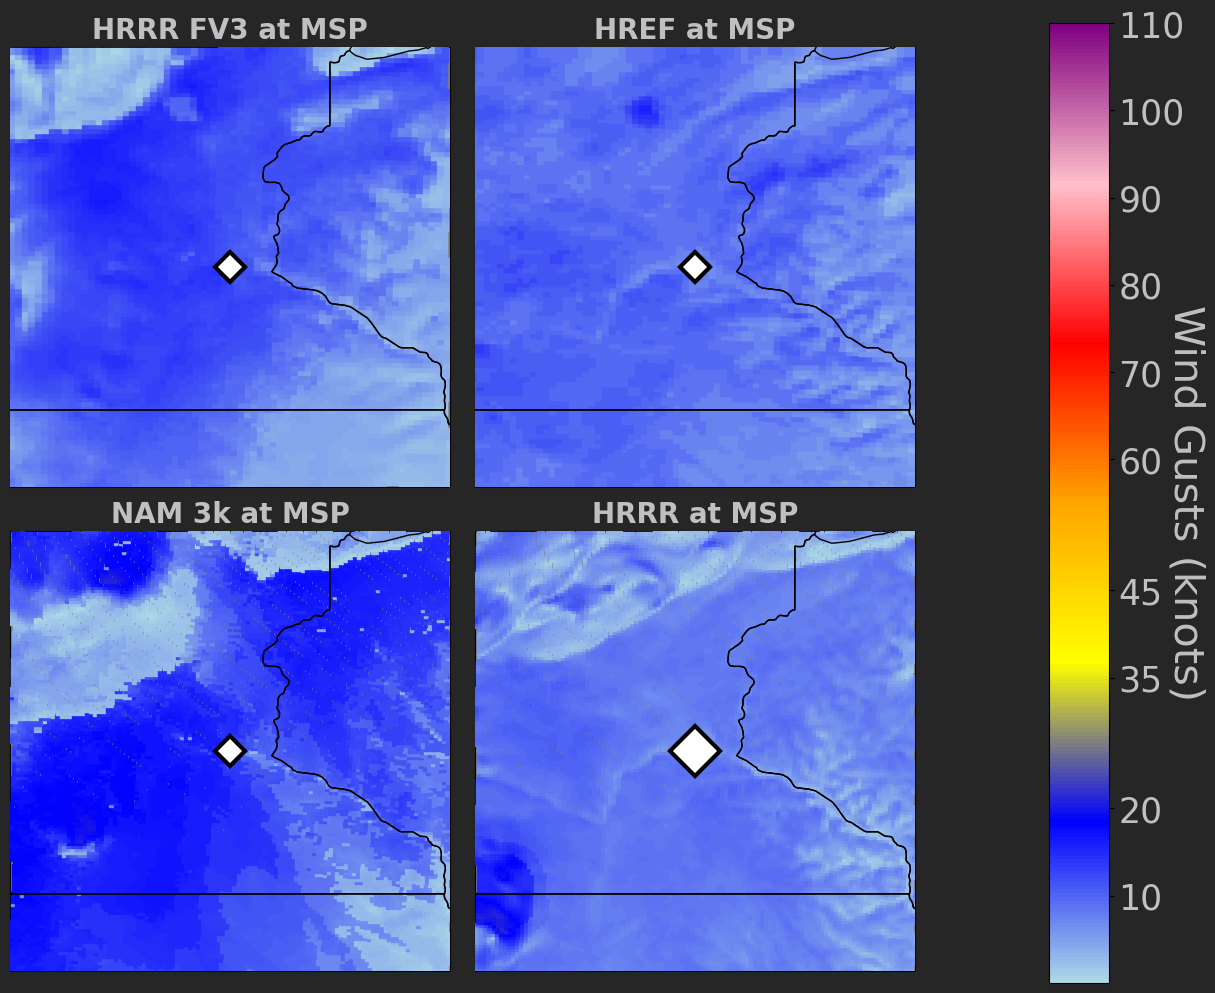 HRRR FV3 at MSP
HREF at MSP
NAM 3k at MSP
HRRR at MSP
110
100
90
80
70
60
45
35
20
10
Wind Gusts (knots)